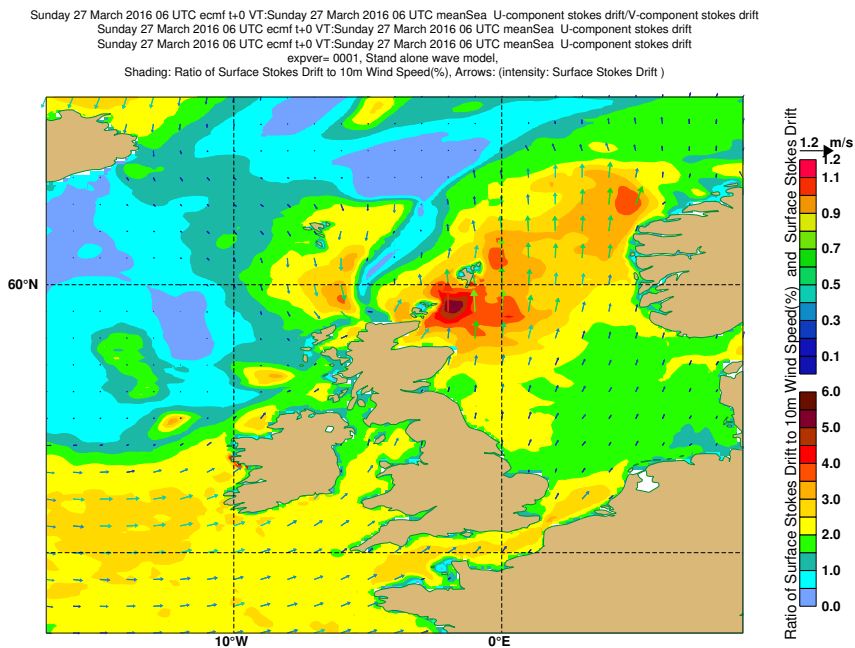 Sunday 27 March 2016 06 UTC ecmf t+0 VT:Sunday 27 March 2016 06 UTC meanSea U-component stokes drift/V-component stokes drift
Sunday 27 March 2016 06 UTC ecmf t+0 VT:Sunday 27 March 2016 06 UTC meanSea U-component stokes drift
Sunday 27 March 2016 06 UTC ecmf t+0 VT:Sunday 27 March 2016 06 UTC meanSea U-component stokes drift
expver= 0001, Stand alone wave model,
Shading: Ratio of Surface Stokes Drift to 10m Wind Speed(%), Arrows: (intensity: Surface Stokes Drift )
60°N
10°W
0°E
Ratio of Surface Stokes Drift to 10m Wind Speed(%) and Surface Stokes Drift
1.2 m/s
1.2
1.1
0.9
0.7
0.5
0.3
0.1
6.0
5.0
4.0
3.0
2.0
1.0
0.0